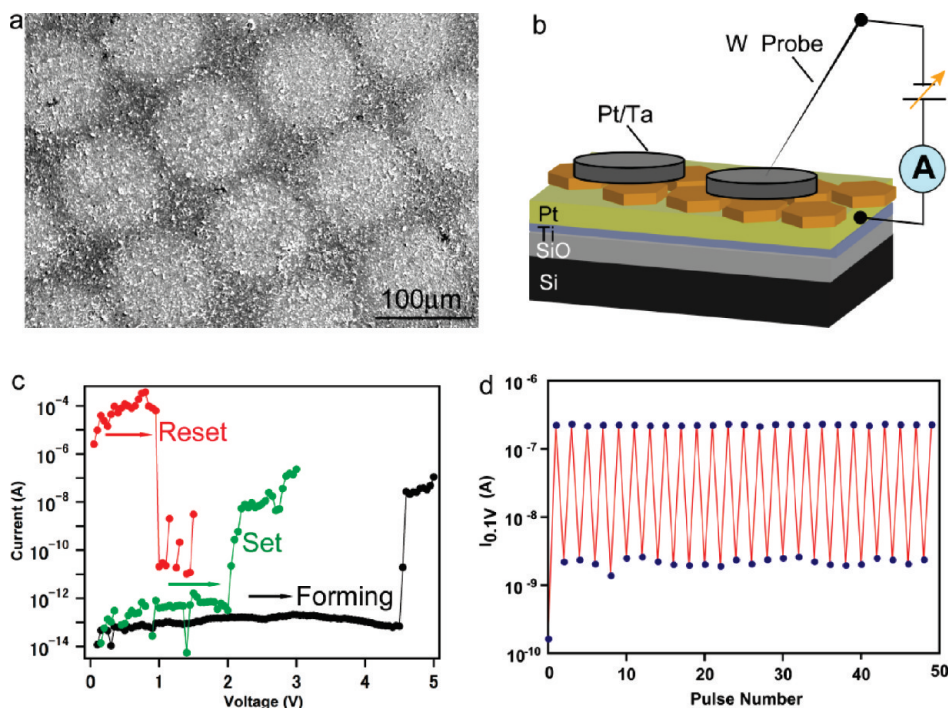 a
100μm
b
W Probe
Pt/Ta
A
Pt
Ti
SiO
Si
c
Current (A)
10⁻⁴
10⁻⁶
10⁻⁸
10⁻¹⁰
10⁻¹²
10⁻¹⁴
Reset
Set
Forming
0 1 2 3 4 5
Voltage (V)
d
I₀.₁V (A)
10⁻⁶
10⁻⁷
10⁻⁸
10⁻⁹
10⁻¹⁰
0 10 20 30 40 50
Pulse Number